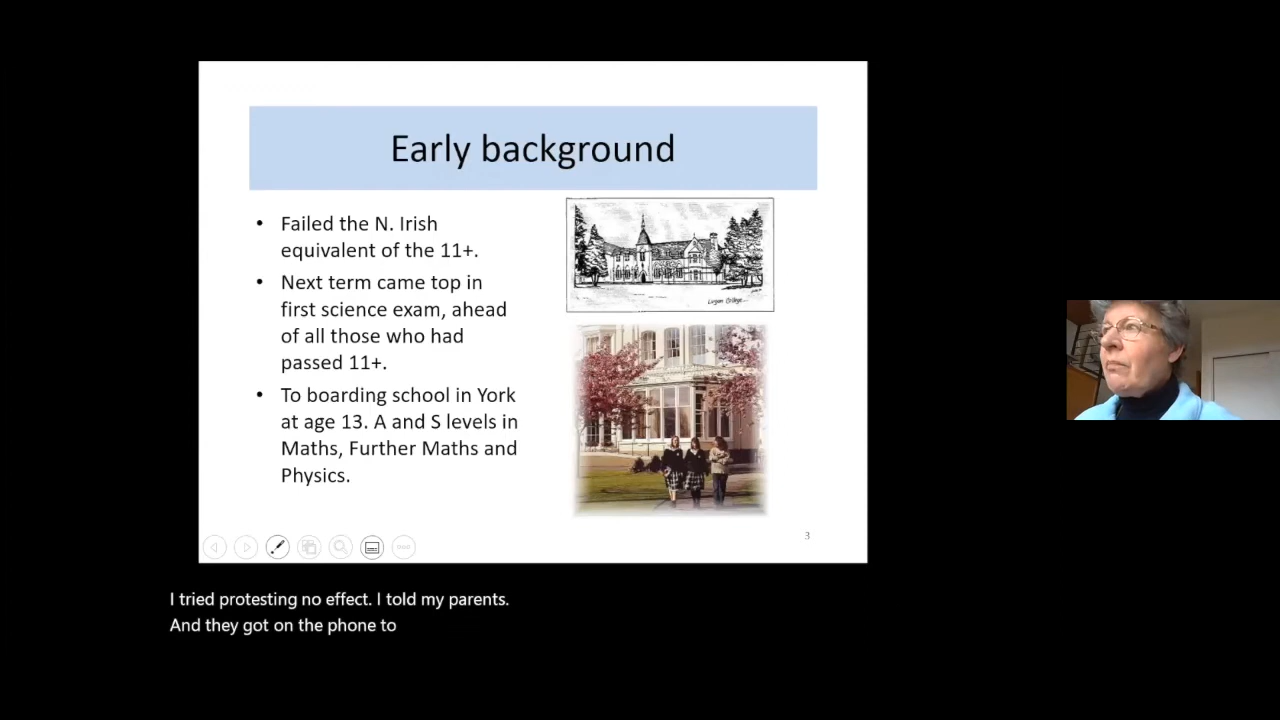 Early background
• Failed the N. Irish
equivalent of the 11+.
• Next term came top in
first science exam, ahead
of all those who had
passed 11+.
• To boarding school in York
at age 13. A and S levels in
Maths, Further Maths and
Physics.
Lurgan College
3
I tried protesting no effect. I told my parents.
And they got on the phone to